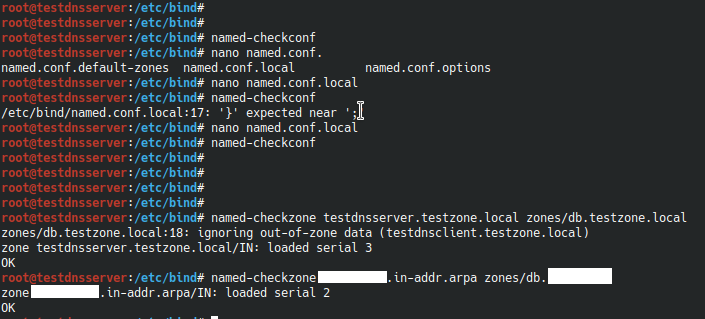 root@testdnsserver:/etc/bind#
root@testdnsserver:/etc/bind#
root@testdnsserver:/etc/bind# named-checkconf
root@testdnsserver:/etc/bind# nano named.conf.
named.conf.default-zones named.conf.local named.conf.options
root@testdnsserver:/etc/bind# nano named.conf.local
root@testdnsserver:/etc/bind# named-checkconf
/etc/bind/named.conf.local:17: '}' expected near ';'
root@testdnsserver:/etc/bind# nano named.conf.local
root@testdnsserver:/etc/bind# named-checkconf
root@testdnsserver:/etc/bind#
root@testdnsserver:/etc/bind#
root@testdnsserver:/etc/bind#
root@testdnsserver:/etc/bind#
root@testdnsserver:/etc/bind# named-checkzone testdnsserver.testzone.local zones/db.testzone.local
zones/db.testzone.local:18: ignoring out-of-zone data (testdnsclient.testzone.local)
zone testdnsserver.testzone.local/IN: loaded serial 3
OK
root@testdnsserver:/etc/bind# named-checkzone .in-addr.arpa zones/db.
zone .in-addr.arpa/IN: loaded serial 2
OK